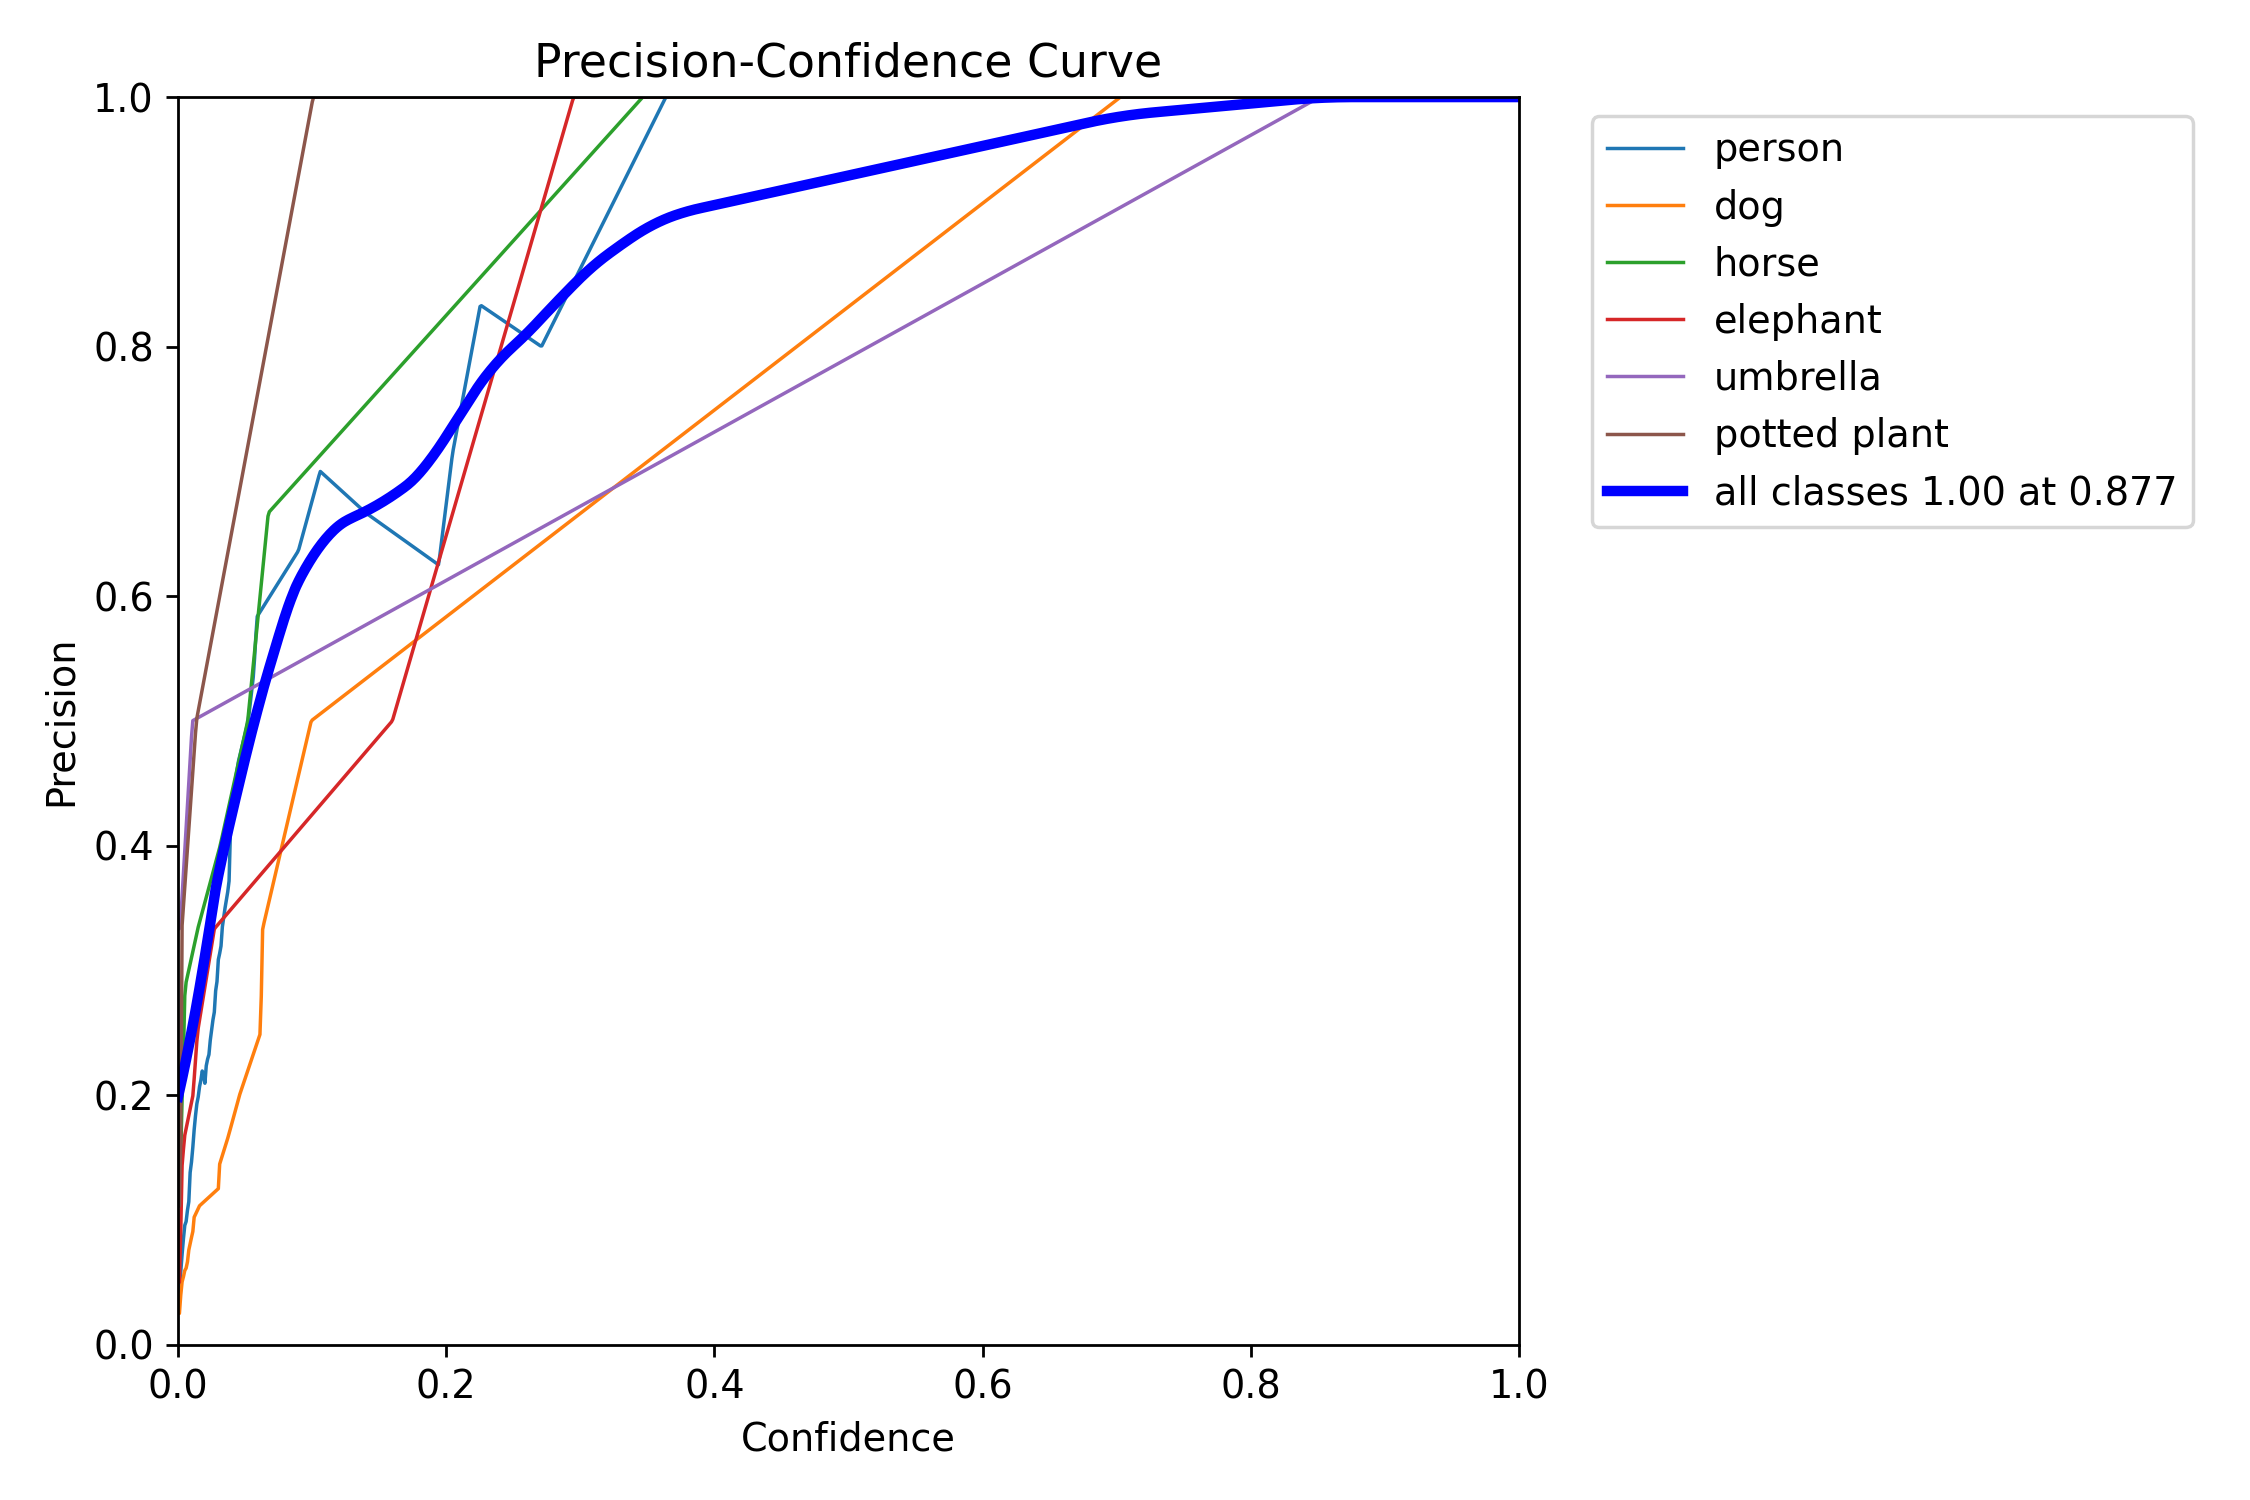 Precision-Confidence Curve
1.0
0.8
0.6
0.4
0.2
0.0
Precision
0.0 0.2 0.4 0.6 0.8 1.0
Confidence
person
dog
horse
elephant
umbrella
potted plant
all classes 1.00 at 0.877